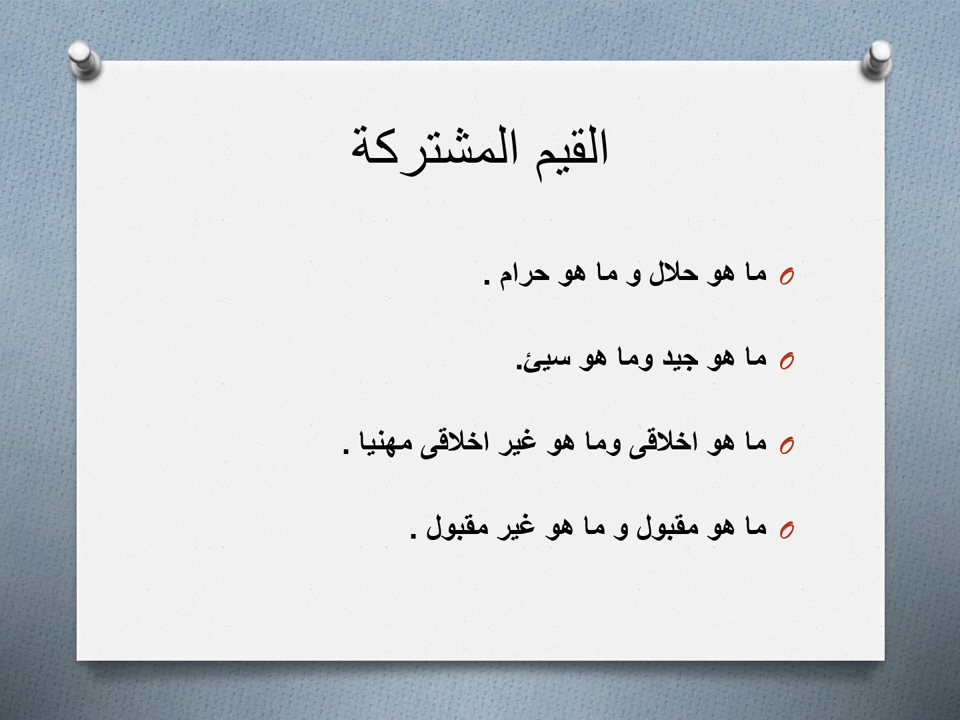 القيم المشتركة
ما هو حلال و ما هو حرام .
ما هو جيد وما هو سيئ.
ما هو اخلاقى وما هو غير اخلاقى مهنيا .
ما هو مقبول و ما هو غير مقبول .